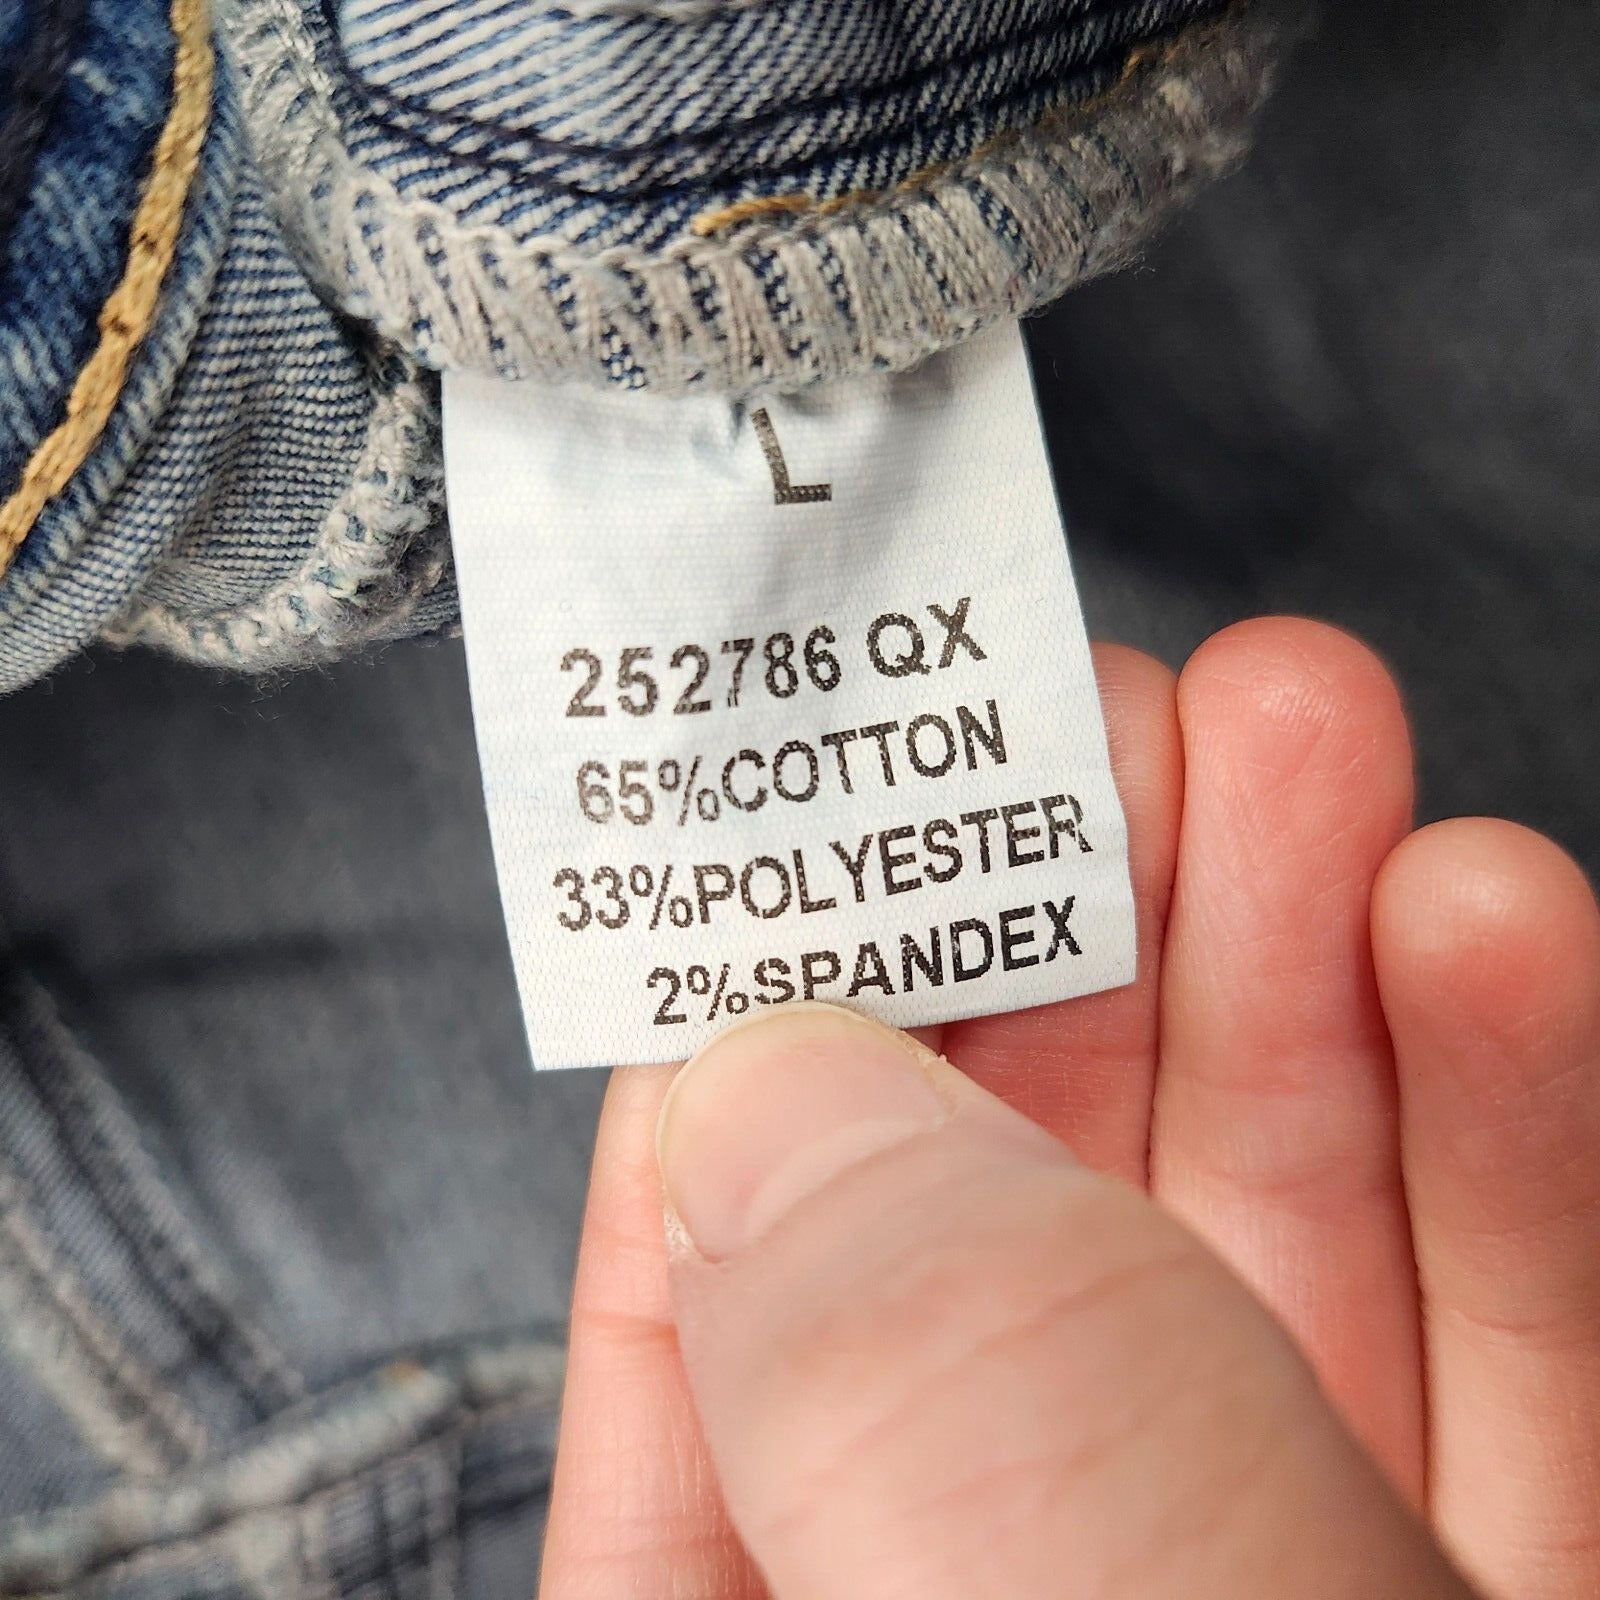 L
252786 QX
65%COTTON
33%POLYESTER
2%SPANDEX